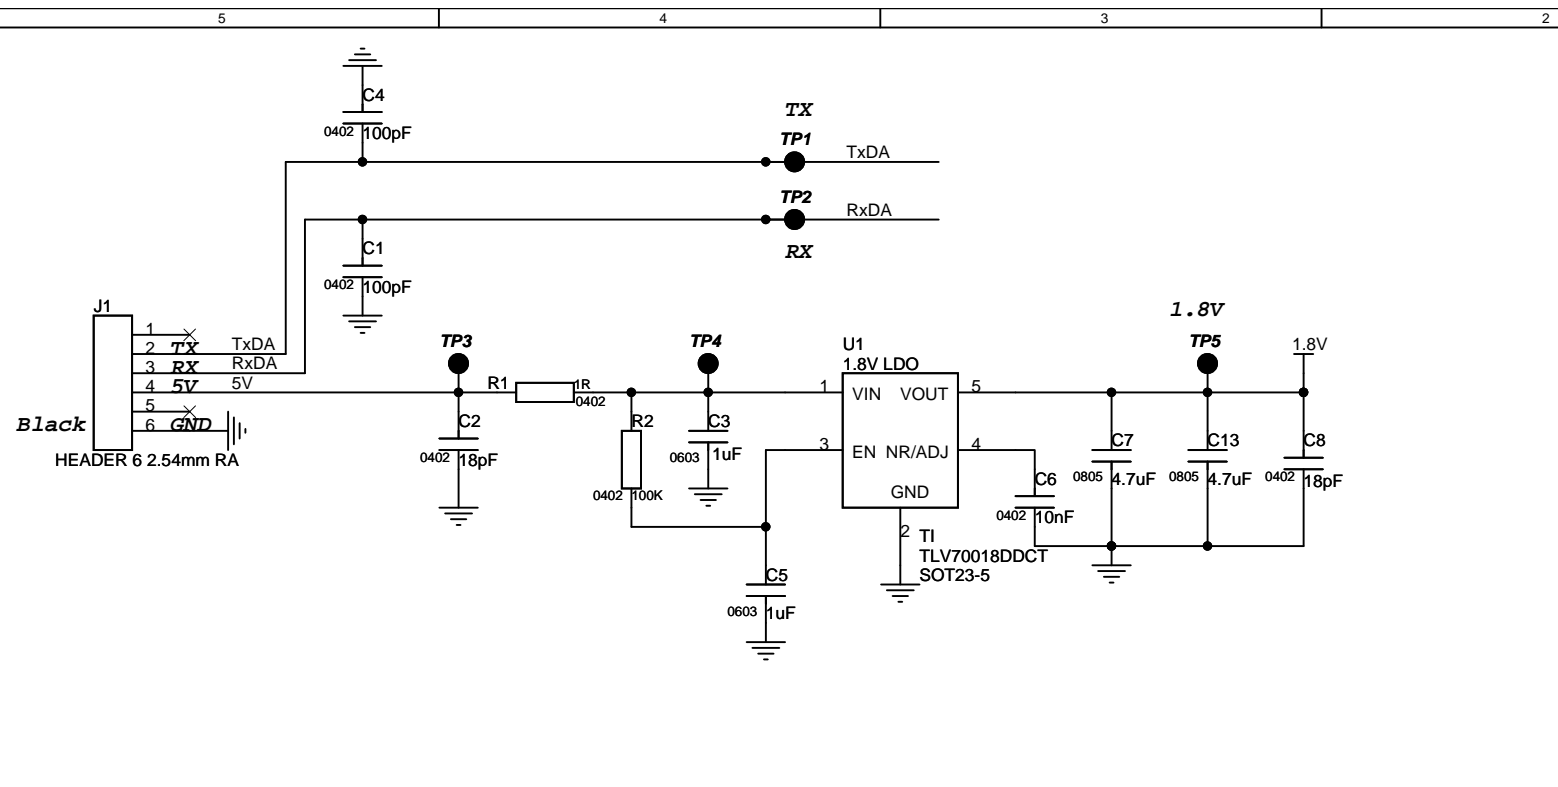 5 4 3 2
C4
0402 100pF
TX
TP1
TxDA
TP2
RxDA
RX
C1
0402 100pF
J1
1
2 TX TxDA
3 RX RxDA
4 5V 5V
5
Black 6 GND
HEADER 6 2.54mm RA
TP3
R1 1R
0402
C2
0402 18pF
TP4
R2
0402 100K
C3
0603 1uF
U1
1.8V LDO
1 VIN VOUT 5
3 EN NR/ADJ 4
GND
2 TI
TLV70018DDCT
SOT23-5
C5
0603 1uF
1.8V
TP5
1.8V
C6
0402 10nF
C7
0805 4.7uF
C13
0805 4.7uF
C8
0402 18pF